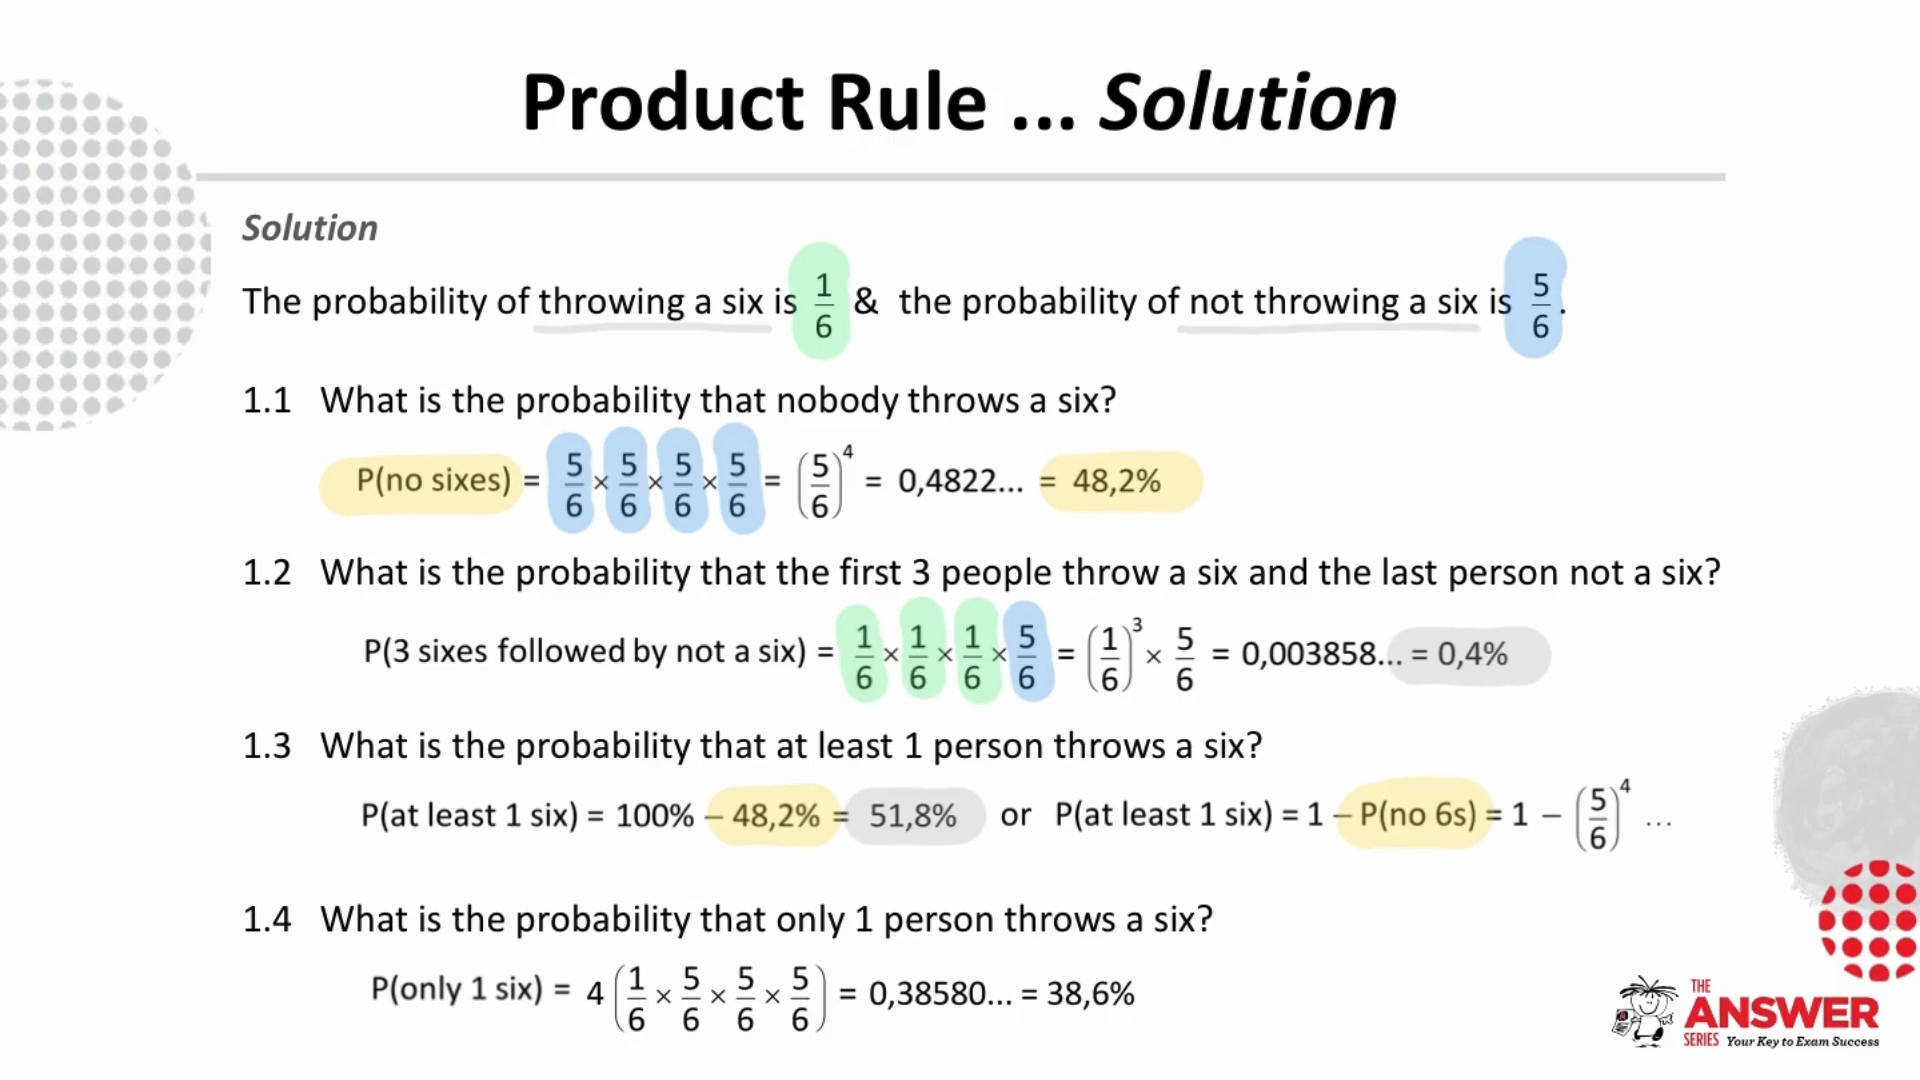 Product Rule ... Solution
Solution
The probability of throwing a six is 1/6 & the probability of not throwing a six is 5/6.
1.1 What is the probability that nobody throws a six?
P(no sixes) = 5/6 × 5/6 × 5/6 × 5/6 = (5/6)⁴ = 0,4822... = 48,2%
1.2 What is the probability that the first 3 people throw a six and the last person not a six?
P(3 sixes followed by not a six) = 1/6 × 1/6 × 1/6 × 5/6 = (1/6)³ × 5/6 = 0,003858... = 0,4%
1.3 What is the probability that at least 1 person throws a six?
P(at least 1 six) = 100% – 48,2% = 51,8% or P(at least 1 six) = 1 – P(no 6s) = 1 – (5/6)⁴ ...
1.4 What is the probability that only 1 person throws a six?
P(only 1 six) = 4(1/6 × 5/6 × 5/6 × 5/6) = 0,38580... = 38,6%
THE
ANSWER
SERIES Your Key to Exam Success